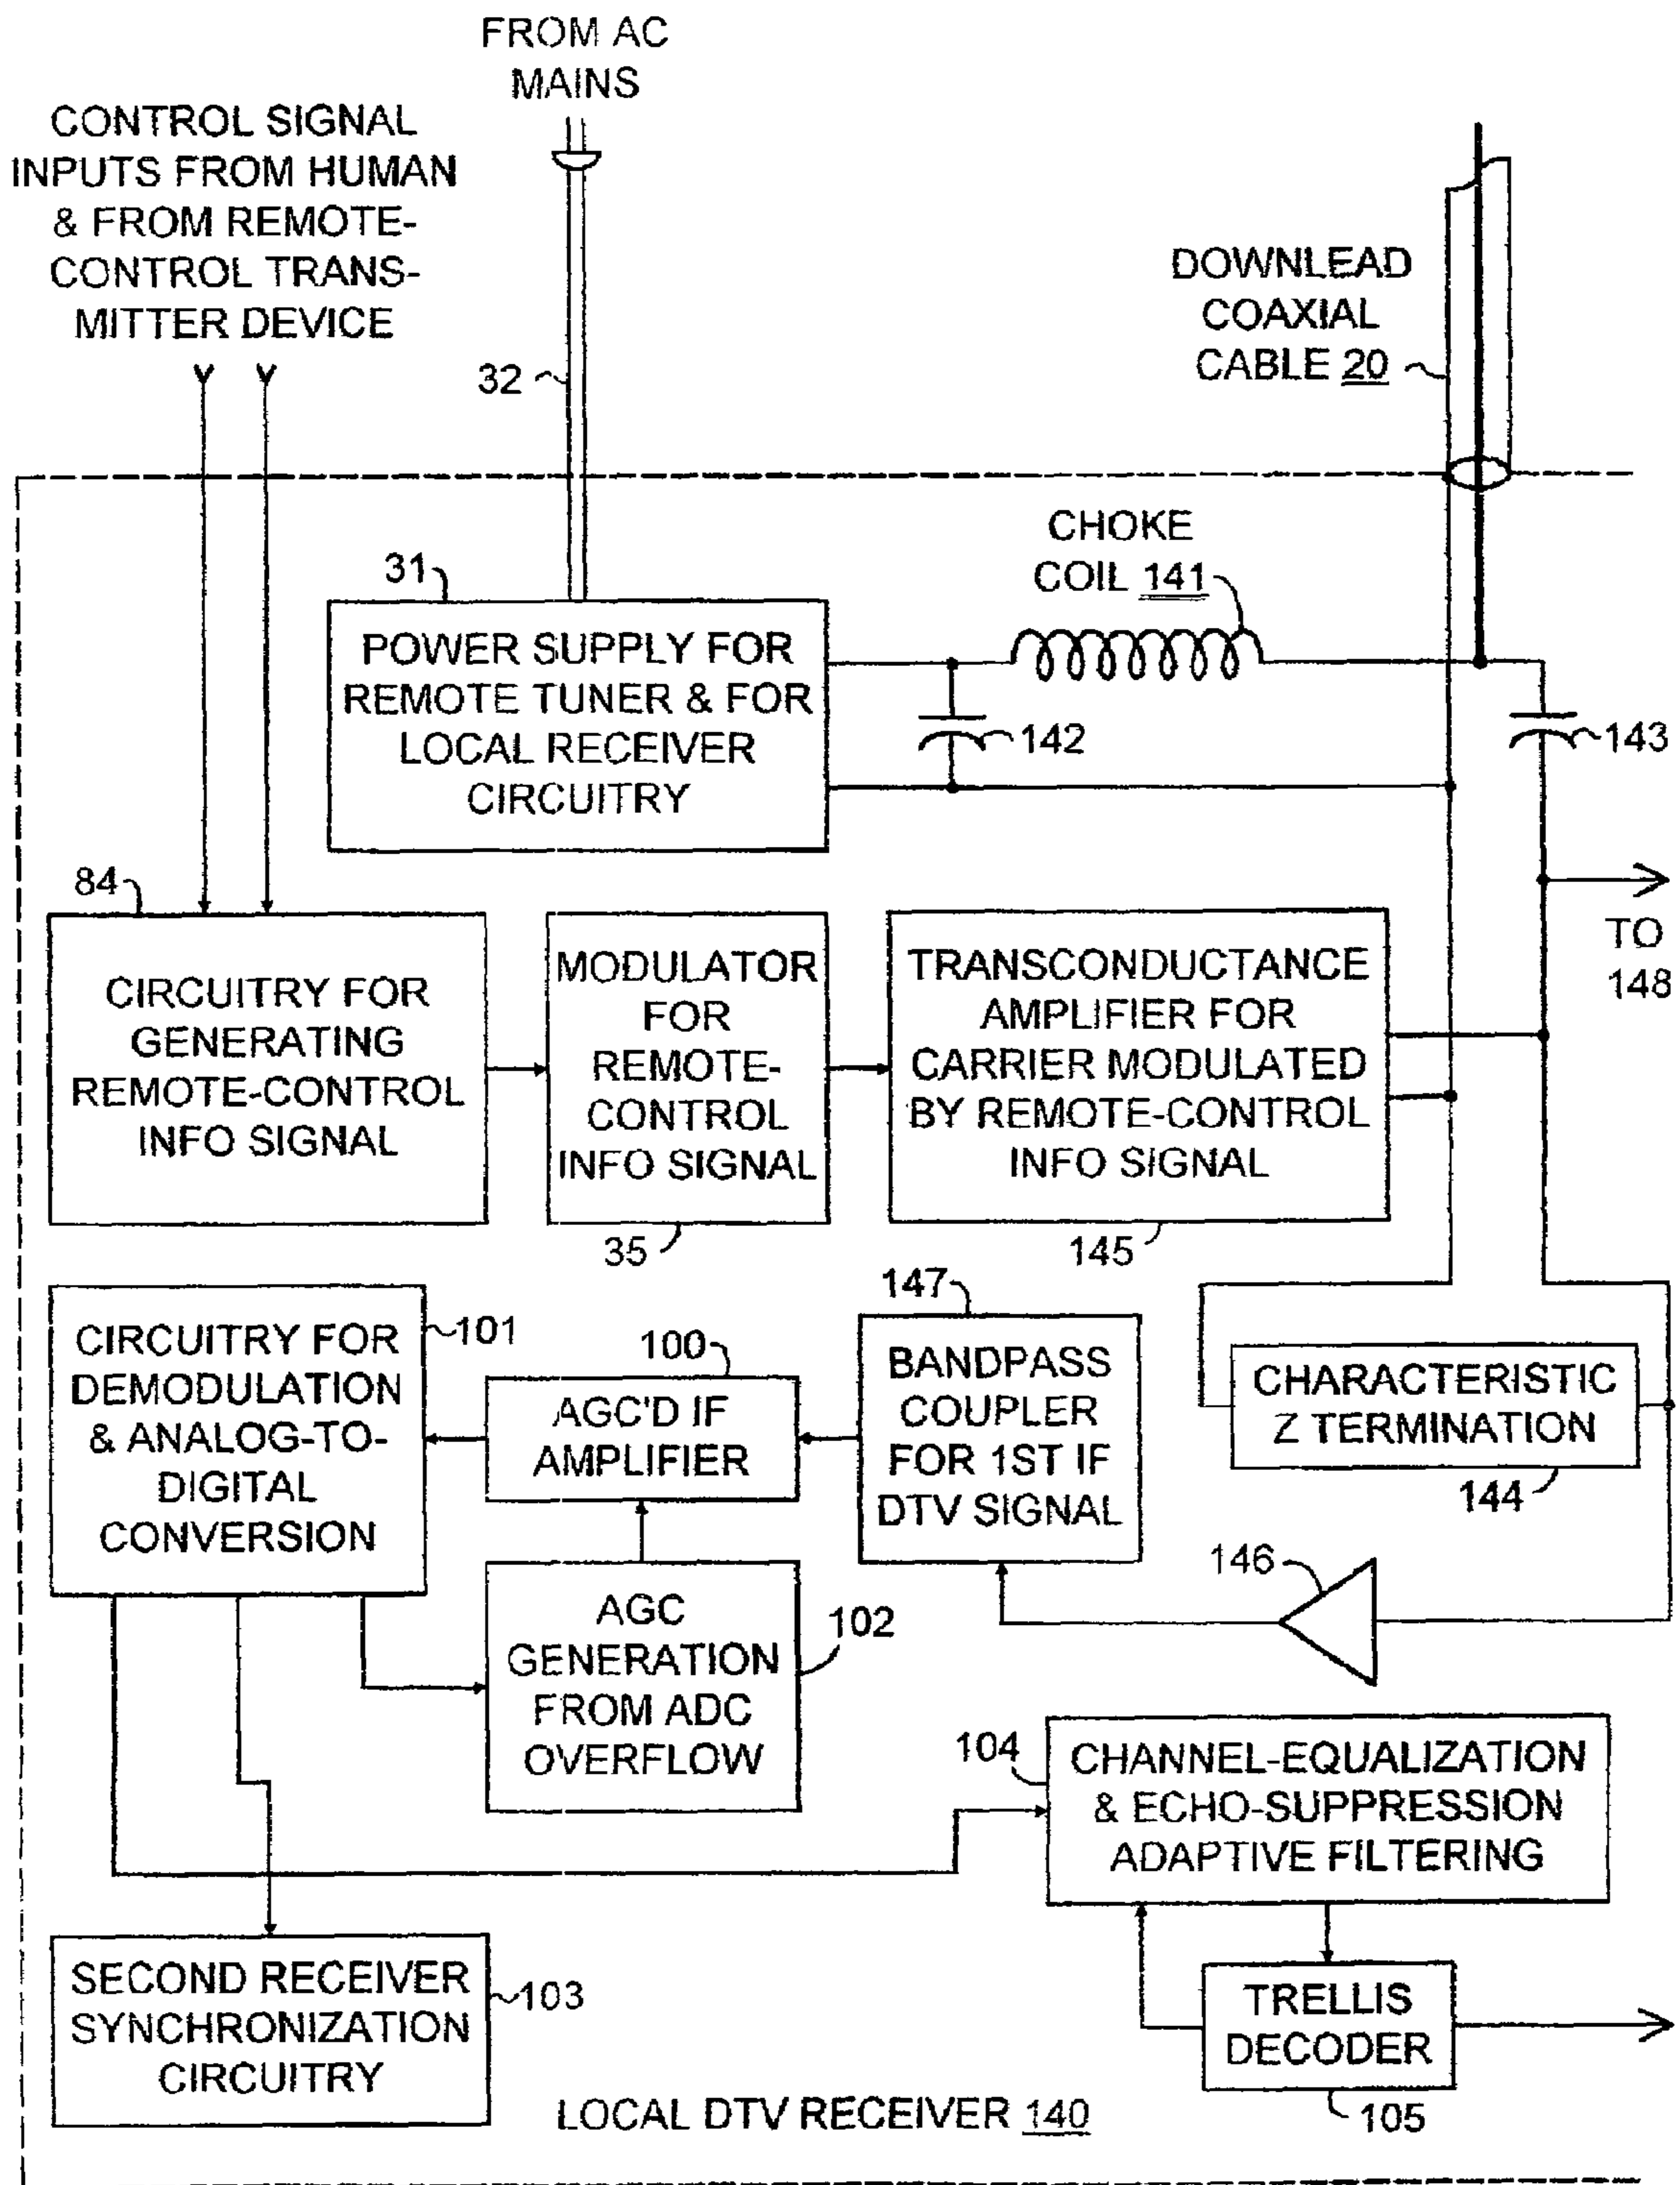 FROM AC
MAINS
CONTROL SIGNAL
INPUTS FROM HUMAN
& FROM REMOTE-
CONTROL TRANS-
MITTER DEVICE
32
DOWNLEAD
COAXIAL
CABLE 20
CHOKE
COIL 141
31
POWER SUPPLY FOR
REMOTE TUNER & FOR
LOCAL RECEIVER
CIRCUITRY
142
143
84
CIRCUITRY FOR
GENERATING
REMOTE-CONTROL
INFO SIGNAL
MODULATOR
FOR
REMOTE-
CONTROL
INFO SIGNAL
35
TRANSCONDUCTANCE
AMPLIFIER FOR
CARRIER MODULATED
BY REMOTE-CONTROL
INFO SIGNAL
145
TO
148
CIRCUITRY FOR
DEMODULATION
& ANALOG-TO-
DIGITAL
CONVERSION
101
100
AGC'D IF
AMPLIFIER
147
BANDPASS
COUPLER
FOR 1ST IF
DTV SIGNAL
CHARACTERISTIC
Z TERMINATION
144
146
AGC
GENERATION
FROM ADC
OVERFLOW
102
104
CHANNEL-EQUALIZATION
& ECHO-SUPPRESSION
ADAPTIVE FILTERING
SECOND RECEIVER
SYNCHRONIZATION
CIRCUITRY
103
TRELLIS
DECODER
105
LOCAL DTV RECEIVER 140